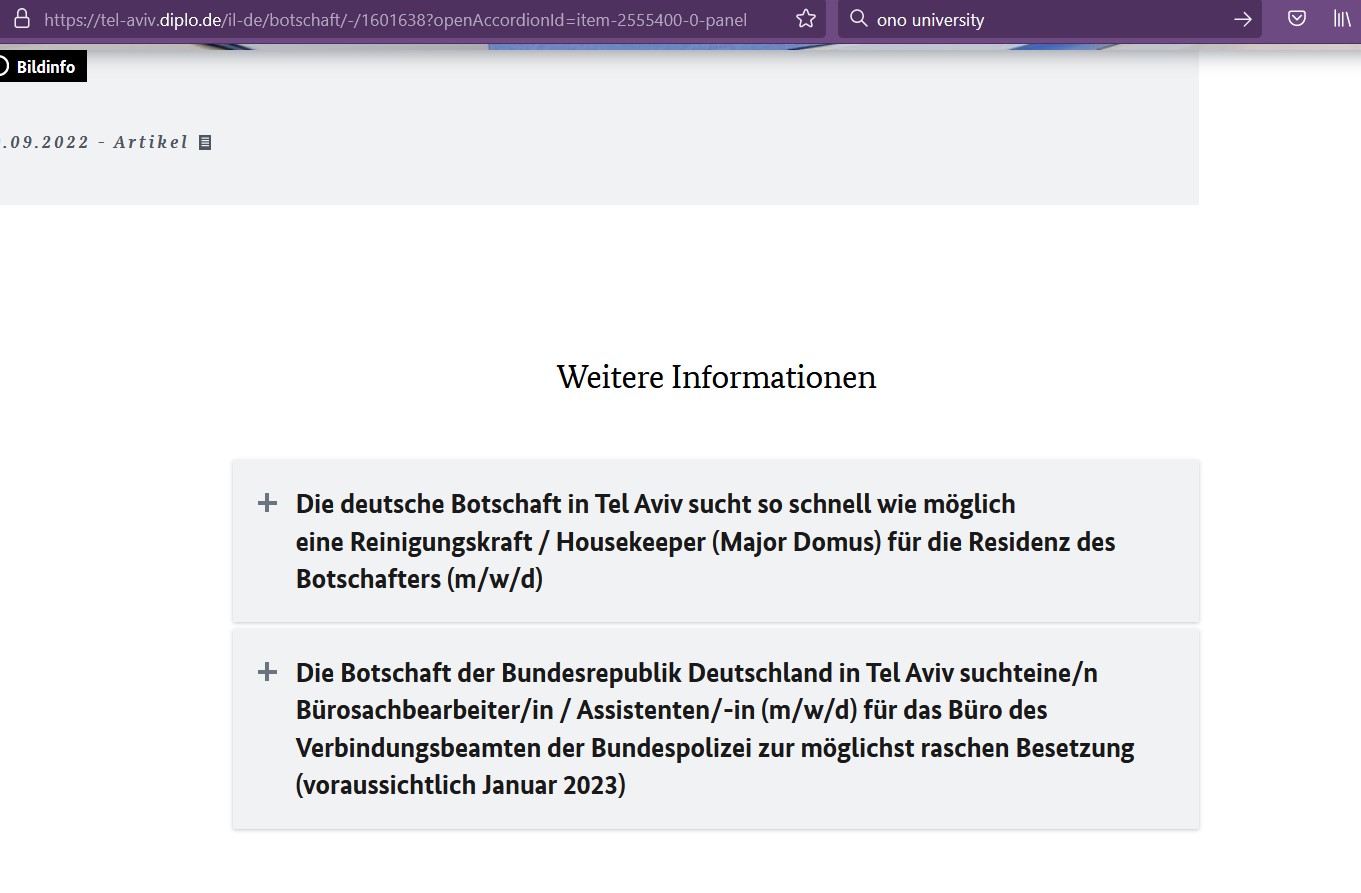 https://tel-aviv.diplo.de/il-de/botschaft/-/1601638?openAccordionId=item-2555400-0-panel
ono university
Bildinfo
.09.2022 - Artikel
Weitere Informationen
Die deutsche Botschaft in Tel Aviv sucht so schnell wie möglich
eine Reinigungskraft / Housekeeper (Major Domus) für die Residenz des
Botschafters (m/w/d)
Die Botschaft der Bundesrepublik Deutschland in Tel Aviv suchteine/n
Bürosachbearbeiter/in / Assistenten/-in (m/w/d) für das Büro des
Verbindungsbeamten der Bundespolizei zur möglichst raschen Besetzung
(voraussichtlich Januar 2023)